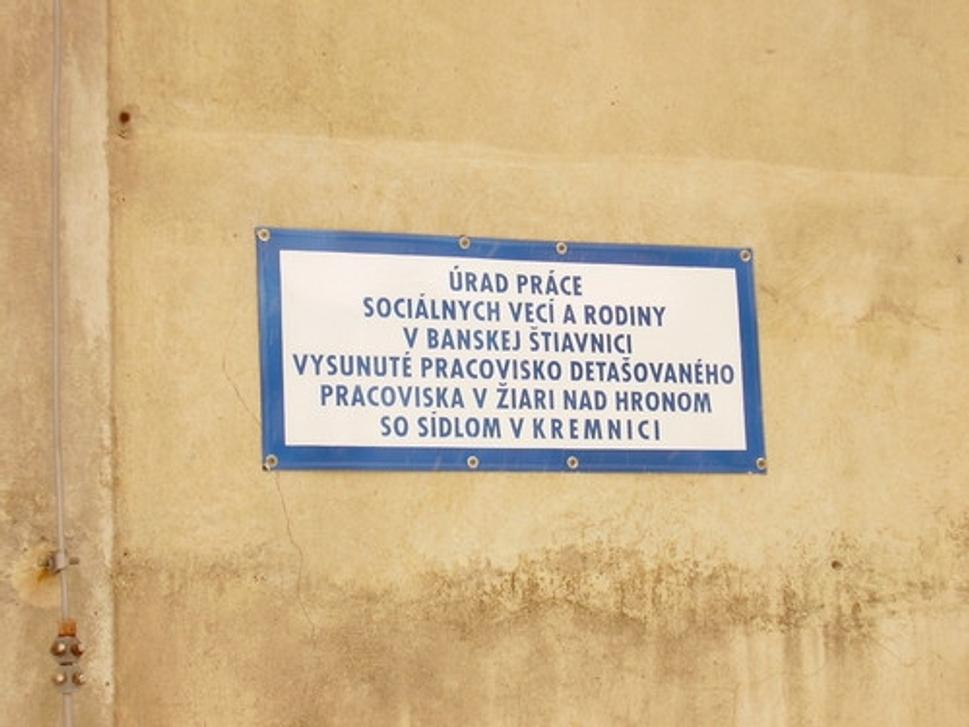 ÚRAD PRÁCE
SOCIÁLNYCH VECÍ A RODINY
V BANSKEJ ŠTIAVNICI
VYSUNUTÉ PRACOVISKO DETAŠOVANÉHO
PRACOVISKA V ŽIARI NAD HRONOM
SO SÍDLOM V KREMNICI